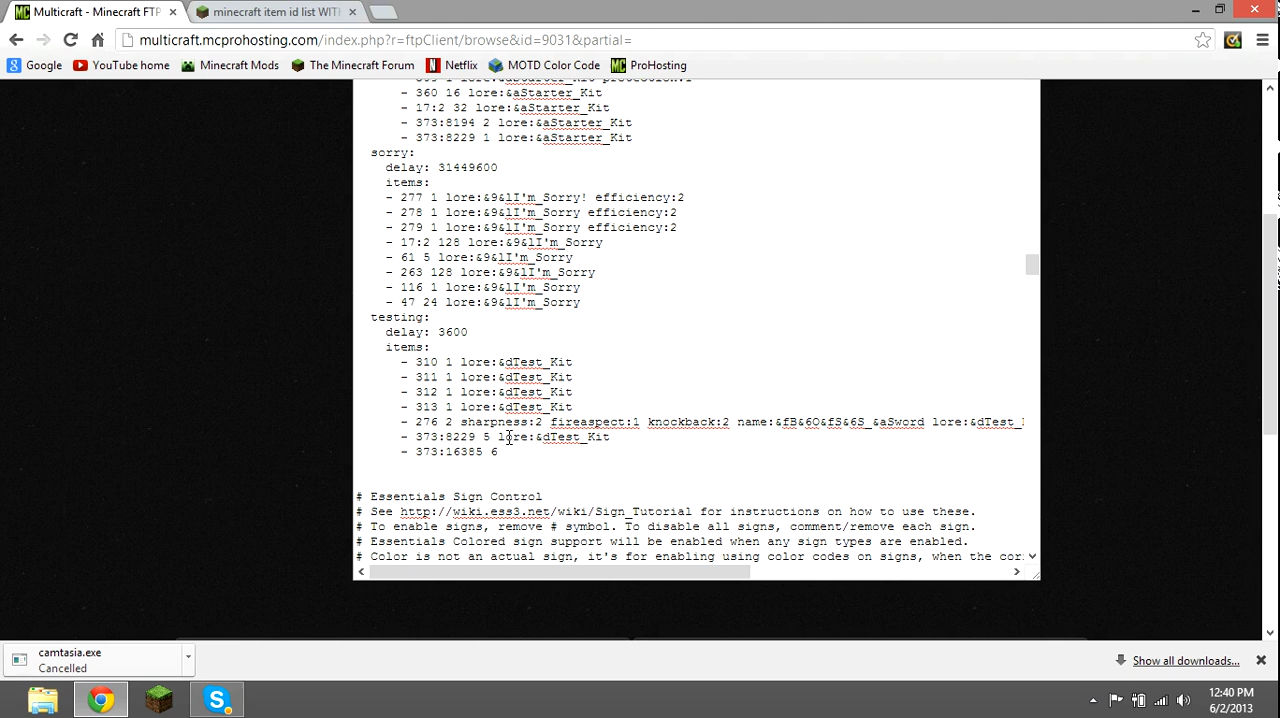 Multicraft - Minecraft FTP
minecraft item id list WITH
multicraft.mcprohosting.com/index.php?r=ftpClient/browse&id=9031&partial=
Google YouTube home Minecraft Mods The Minecraft Forum Netflix MOTD Color Code ProHosting
- 360 16 lore:&aStarter_Kit
- 17:2 32 lore:&aStarter_Kit
- 373:8194 2 lore:&aStarter_Kit
- 373:8229 1 lore:&aStarter_Kit
sorry:
delay: 31449600
items:
- 277 1 lore:&9&lI'm_Sorry! efficiency:2
- 278 1 lore:&9&lI'm_Sorry efficiency:2
- 279 1 lore:&9&lI'm_Sorry efficiency:2
- 17:2 128 lore:&9&lI'm_Sorry
- 61 5 lore:&9&lI'm_Sorry
- 263 128 lore:&9&lI'm_Sorry
- 116 1 lore:&9&lI'm_Sorry
- 47 24 lore:&9&lI'm_Sorry
testing:
delay: 3600
items:
- 310 1 lore:&dTest_Kit
- 311 1 lore:&dTest_Kit
- 312 1 lore:&dTest_Kit
- 313 1 lore:&dTest_Kit
- 276 2 sharpness:2 fireaspect:1 knockback:2 name:&fB&6O&fS&6S_&aSword lore:&dTest_
- 373:8229 5 lore:&dTest_Kit
- 373:16385 6
# Essentials Sign Control
# See http://wiki.ess3.net/wiki/Sign_Tutorial for instructions on how to use these.
# To enable signs, remove # symbol. To disable all signs, comment/remove each sign.
# Essentials Colored sign support will be enabled when any sign types are enabled.
# Color is not an actual sign, it's for enabling using color codes on signs, when the cor
camtasia.exe
Cancelled
Show all downloads...
12:40 PM
6/2/2013